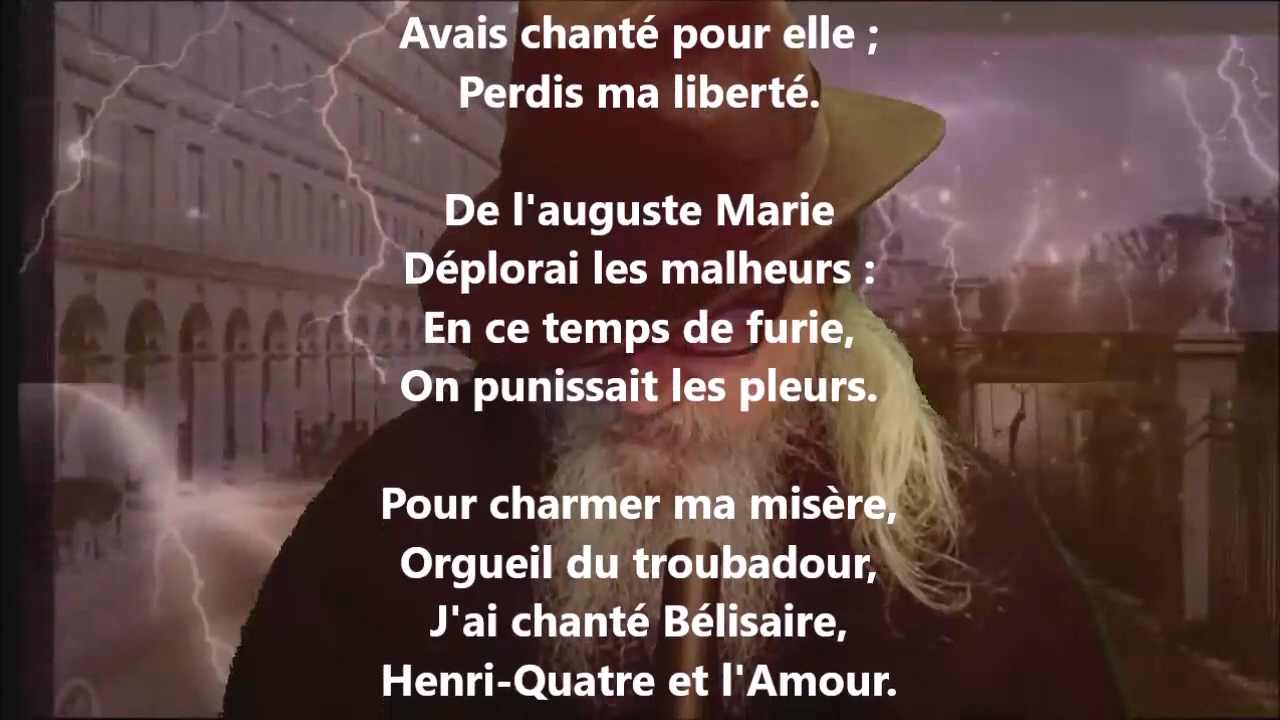 Avais chanté pour elle ;
Perdis ma liberté.
De l'auguste Marie
Déplorai les malheurs :
En ce temps de furie,
On punissait les pleurs.
Pour charmer ma misère,
Orgueil du troubadour,
J'ai chanté Bélisaire,
Henri-Quatre et l'Amour.